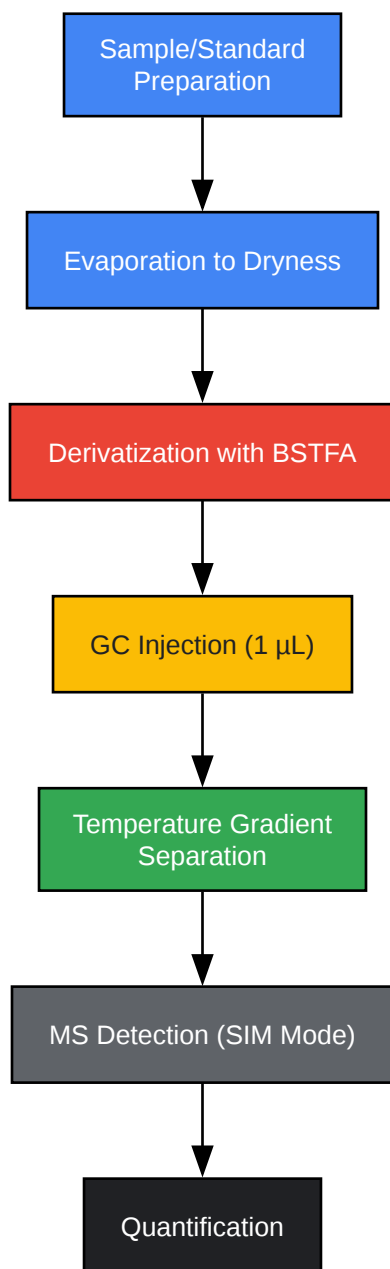 Sample/Standard
Preparation
Evaporation to Dryness
Derivatization with BSTFA
GC Injection (1 µL)
Temperature Gradient
Separation
MS Detection (SIM Mode)
Quantification